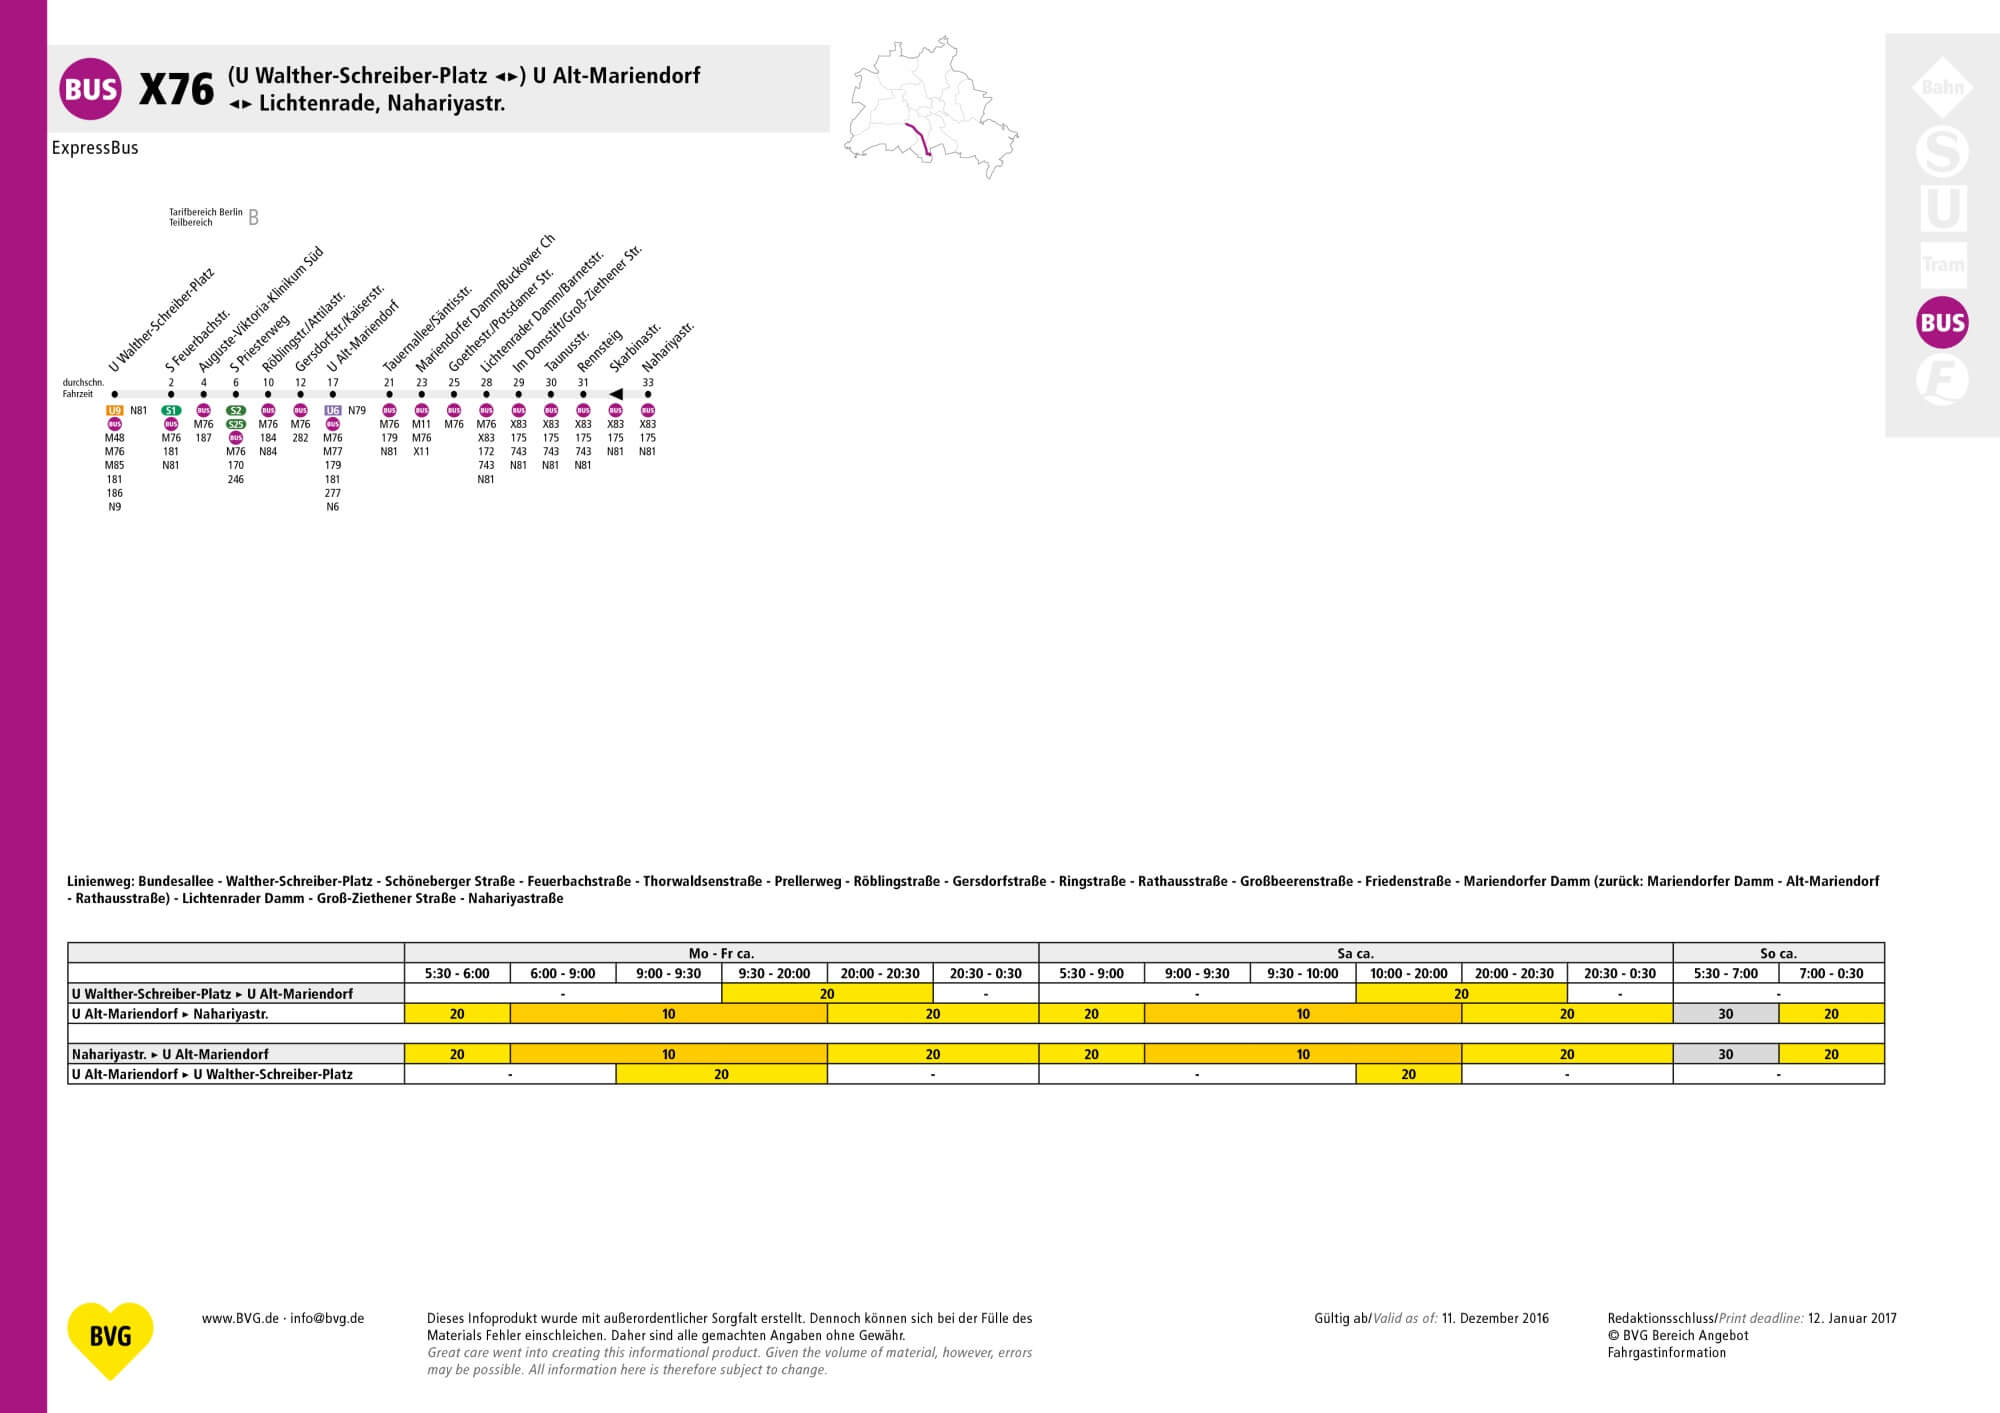 BUS X76 (U Walther-Schreiber-Platz ◄►) U Alt-Mariendorf
◄► Lichtenrade, Nahariyastr.
ExpressBus
Bahn
S
U
Tram
BUS
F
Tarifbereich Berlin B
Teilbereich
U Walther-Schreiber-Platz
S Feuerbachstr.
Auguste-Viktoria-Klinikum Süd
S Priesterweg
Röblingstr./Attilastr.
Gersdorfstr./Kaiserstr.
U Alt-Mariendorf
Tauernallee/Säntisstr.
Mariendorfer Damm/Buckower Ch
Goethestr./Potsdamer Str.
Lichtenrader Damm/Barnetstr.
Im Domstift/Groß-Ziethener Str.
Taunusstr.
Rennsteig
Skarbinastr.
Nahariyastr.
durchschn. 2 4 6 10 12 17 21 23 25 28 29 30 31 33
Fahrzeit
U9 N81 S1 BUS S2 BUS BUS U6 N79 BUS BUS BUS BUS BUS BUS BUS BUS BUS
BUS BUS M76 S25 M76 M76 BUS M76 M11 M76 M76 X83 X83 X83 X83 X83
M48 M76 187 BUS 184 282 M76 179 M76 X83 175 175 175 175 175
M76 181 M76 N84 M77 N81 X11 172 743 743 743 N81 N81
M85 N81 170 179 743 N81 N81 N81
181 246 181 N81
186 277
N9 N6
Linienweg: Bundesallee - Walther-Schreiber-Platz - Schöneberger Straße - Feuerbachstraße - Thorwaldsenstraße - Prellerweg - Röblingstraße - Gersdorfstraße - Ringstraße - Rathausstraße - Großbeerenstraße - Friedenstraße - Mariendorfer Damm (zurück: Mariendorfer Damm - Alt-Mariendorf
- Rathausstraße) - Lichtenrader Damm - Groß-Ziethener Straße - Nahariyastraße
Mo - Fr ca. Sa ca. So ca.
5:30 - 6:00 6:00 - 9:00 9:00 - 9:30 9:30 - 20:00 20:00 - 20:30 20:30 - 0:30 5:30 - 9:00 9:00 - 9:30 9:30 - 10:00 10:00 - 20:00 20:00 - 20:30 20:30 - 0:30 5:30 - 7:00 7:00 - 0:30
U Walther-Schreiber-Platz ► U Alt-Mariendorf - 20 - - 20 - -
U Alt-Mariendorf ► Nahariyastr. 20 10 20 20 10 20 30 20
Nahariyastr. ► U Alt-Mariendorf 20 10 20 20 10 20 30 20
U Alt-Mariendorf ► U Walther-Schreiber-Platz - 20 - - 20 - -
BVG
www.BVG.de · info@bvg.de
Dieses Infoprodukt wurde mit außerordentlicher Sorgfalt erstellt. Dennoch können sich bei der Fülle des
Materials Fehler einschleichen. Daher sind alle gemachten Angaben ohne Gewähr.
Great care went into creating this informational product. Given the volume of material, however, errors
may be possible. All information here is therefore subject to change.
Gültig ab/Valid as of: 11. Dezember 2016
Redaktionsschluss/Print deadline: 12. Januar 2017
© BVG Bereich Angebot
Fahrgastinformation